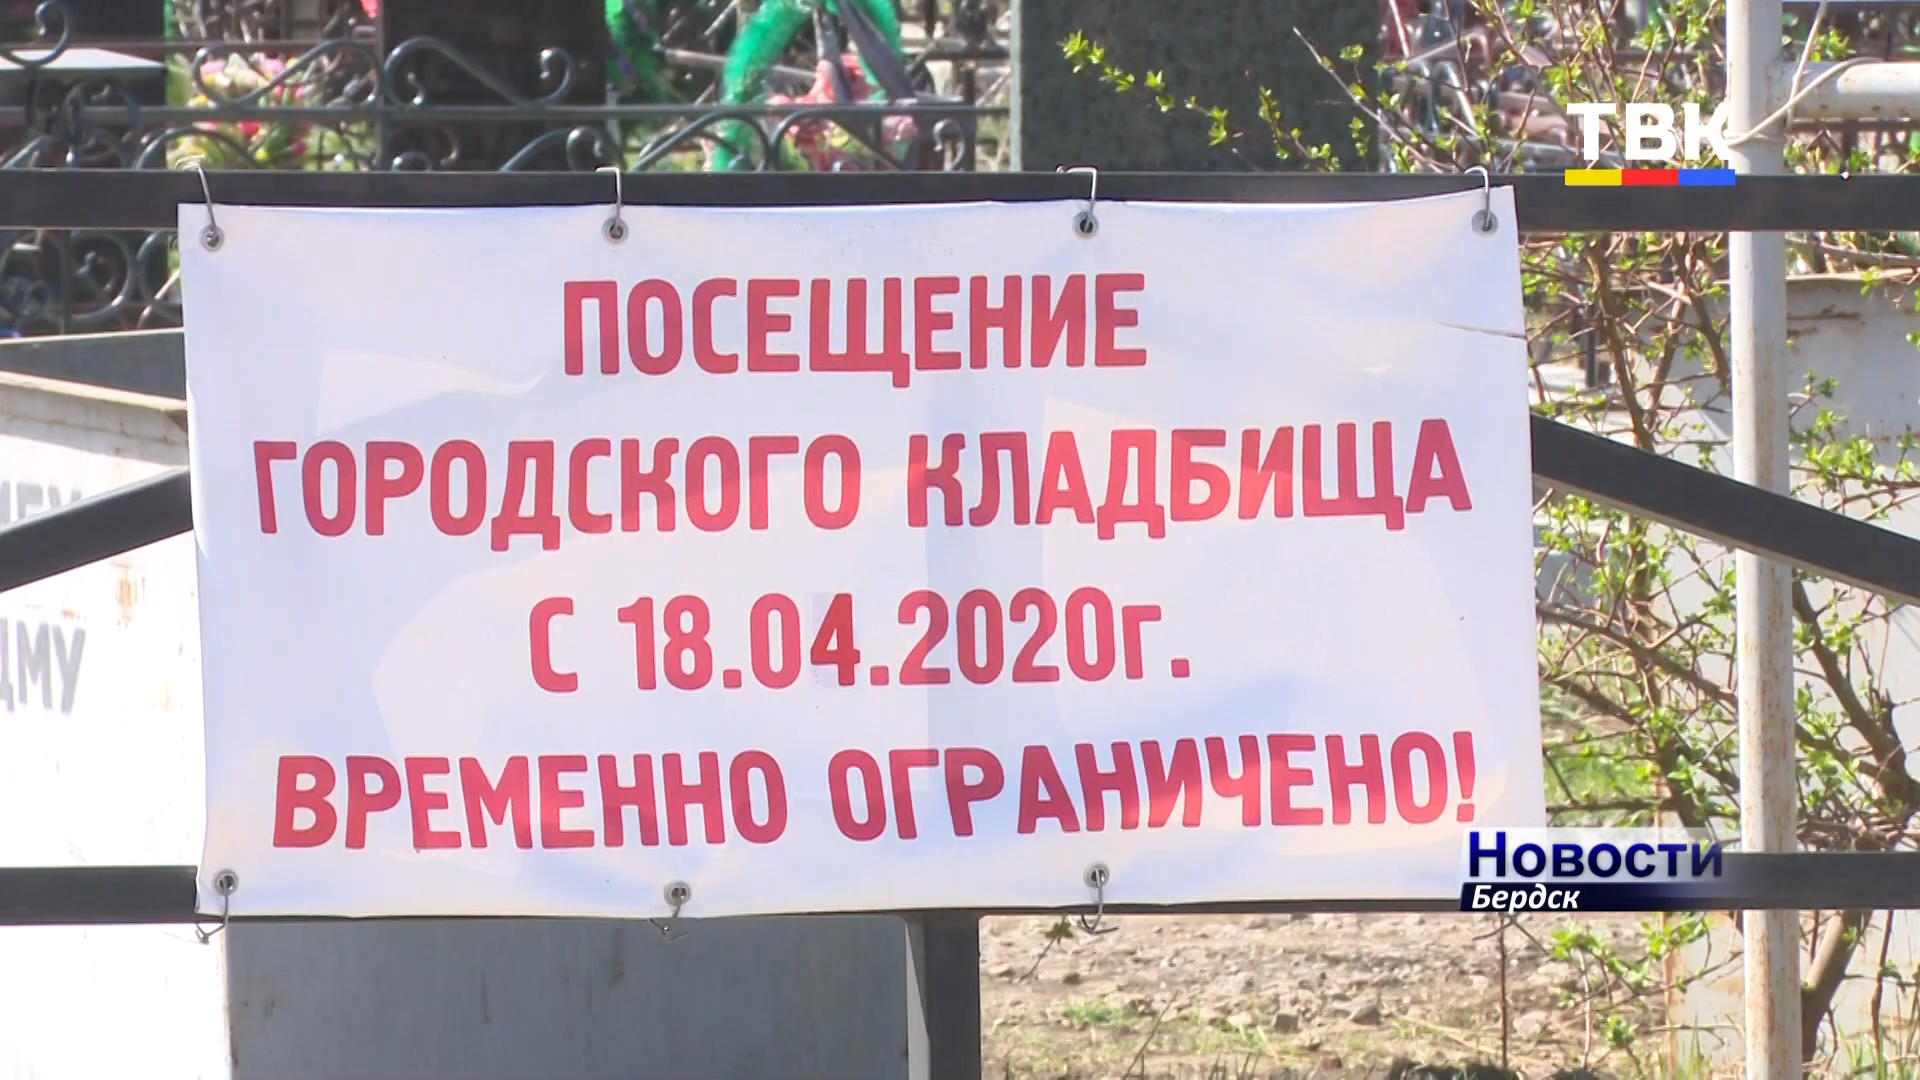 ТВК
ПОСЕЩЕНИЕ
ГОРОДСКОГО КЛАДБИЩА
С 18.04.2020г.
ВРЕМЕННО ОГРАНИЧЕНО!
Новости
Бердск